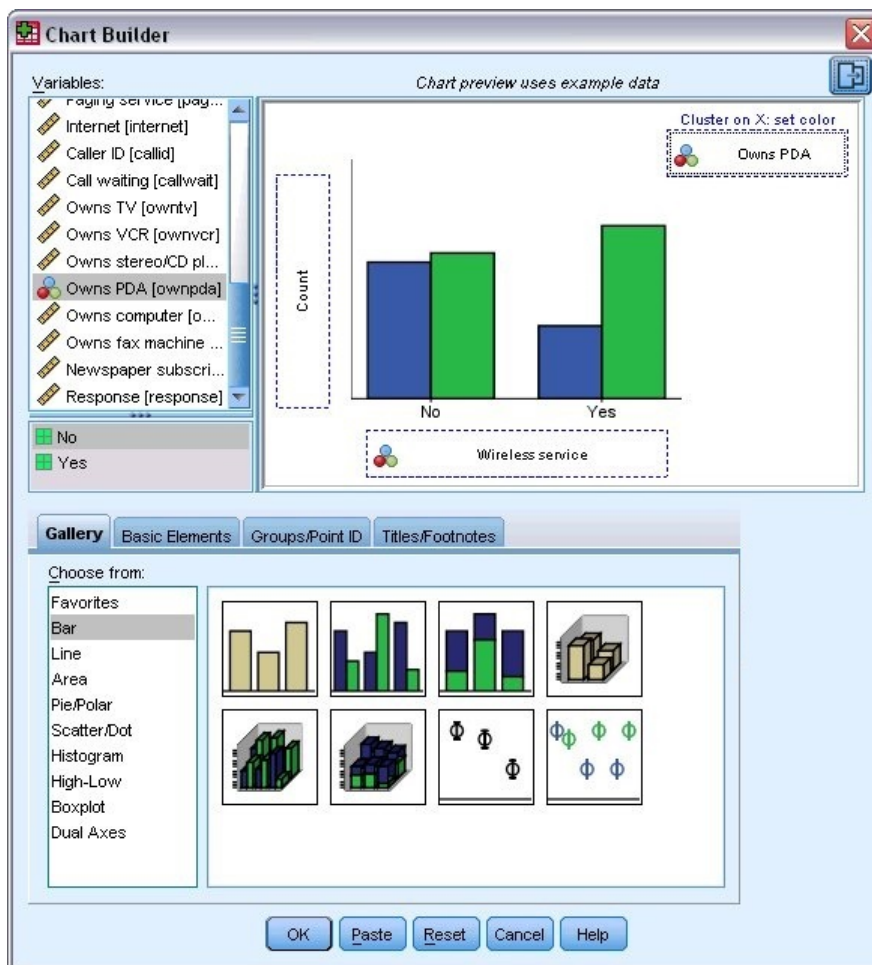 Chart Builder
Variables:
Chart preview uses example data
Paging service [pag...
Internet [internet]
Caller ID [callid]
Call waiting [callwait]
Owns TV [owntv]
Owns VCR [ownvcr]
Owns stereo/CD pl...
Owns PDA [ownpda]
Owns computer [o...
Owns fax machine ...
Newspaper subscri...
Response [response]
No
Yes
Cluster on X: set color
Owns PDA
Count
No Yes
Wireless service
Gallery Basic Elements Groups/Point ID Titles/Footnotes
Choose from:
Favorites
Bar
Line
Area
Pie/Polar
Scatter/Dot
Histogram
High-Low
Boxplot
Dual Axes
OK Paste Reset Cancel Help